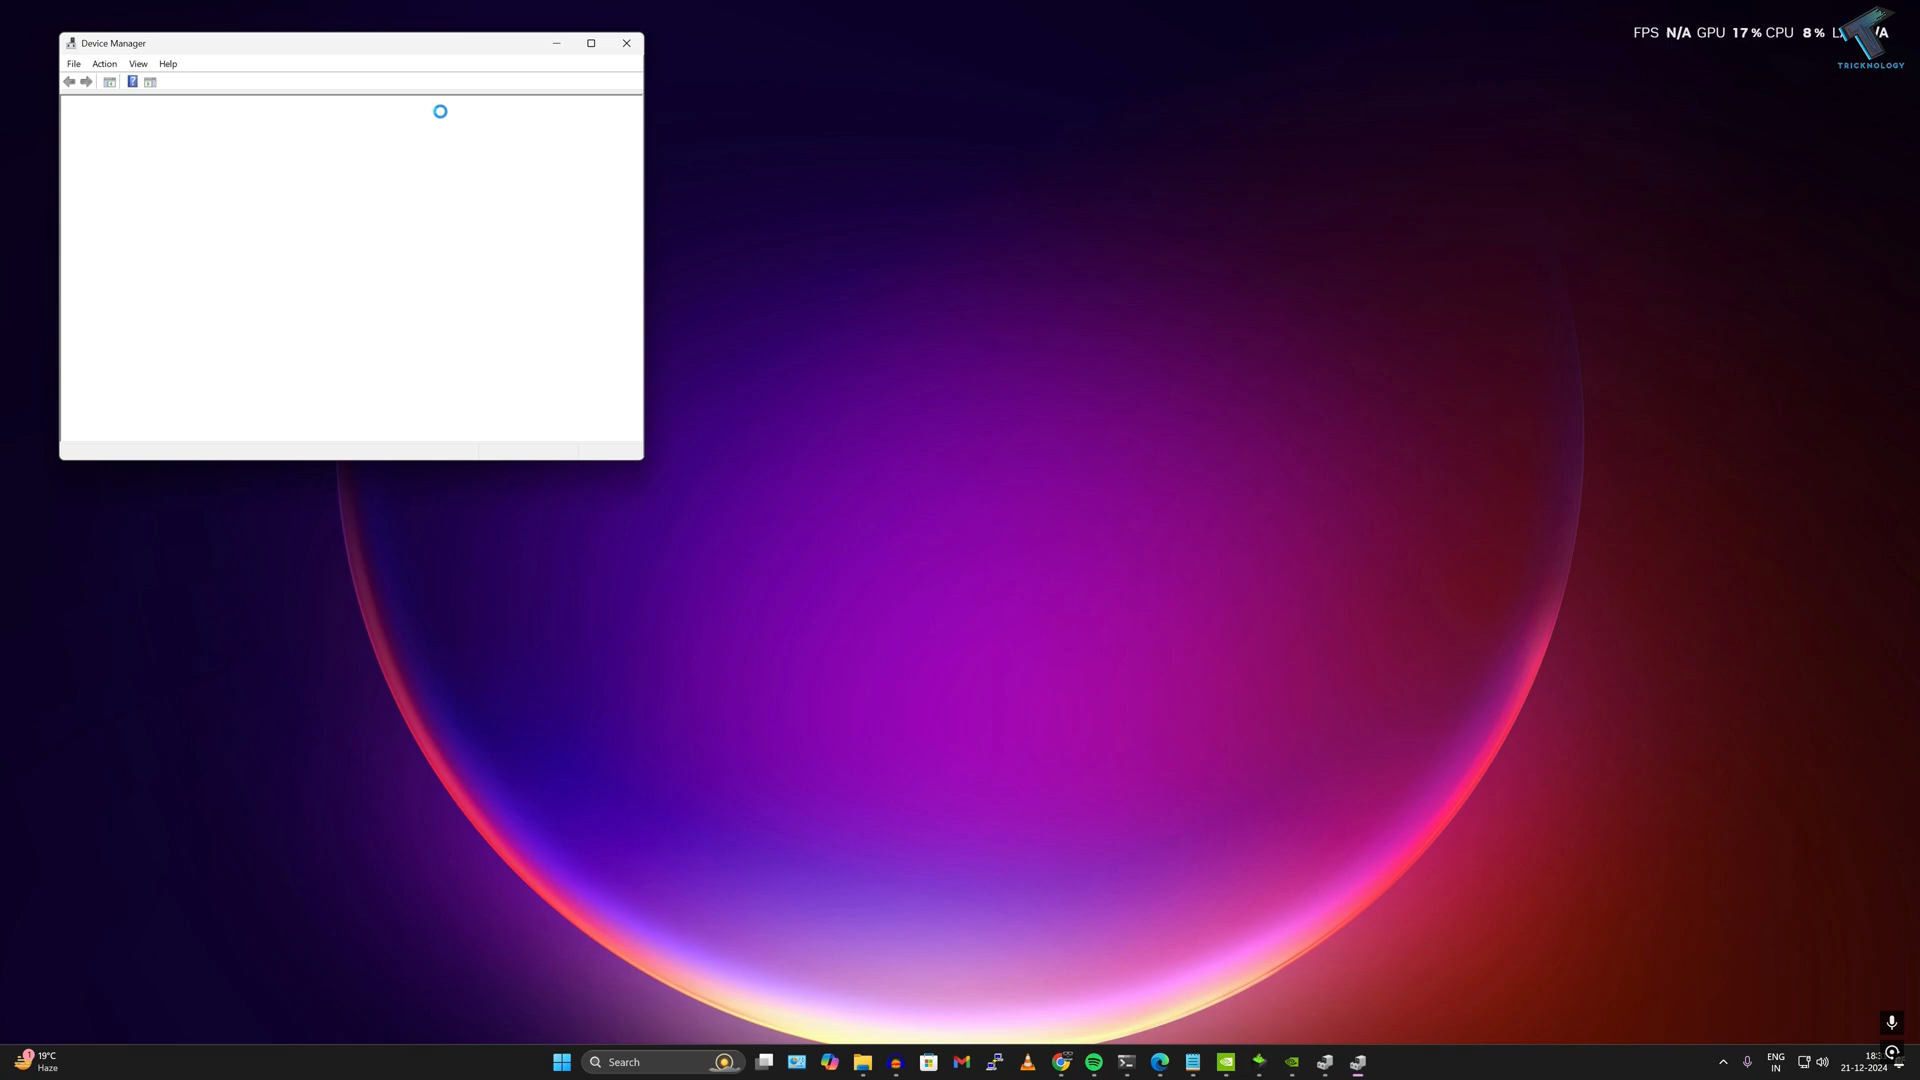 Device Manager
File Action View Help
FPS N/A GPU 17% CPU 8%
TRICKNOLOGY
1
19°C
Haze
Search
ENG
IN
21-12-2024